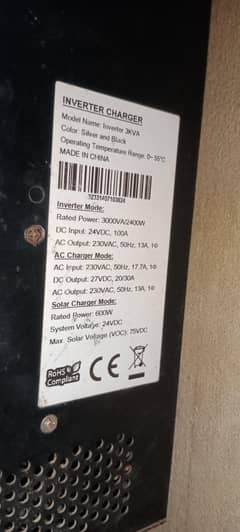 INVERTER CHARGER
Model Name: Inverter 3KVA
Color: Silver and Black
Operating Temperature Range: 0~55°C
MADE IN CHINA
Inverter Mode:
Rated Power: 3000VA/2400W
DC Input: 24VDC, 100A
AC Output: 230VAC, 50Hz, 13A, 1Φ
AC Charger Mode:
AC Input: 230VAC, 50Hz, 17.7A, 1Φ
DC Output: 27VDC, 20/30A
AC Output: 230VAC, 50Hz, 13A, 1Φ
Solar Charger Mode:
Rated Power: 600W
System Voltage: 24VDC
Max. Solar Voltage (VOC): 75VDC
RoHS
Compliant
CE